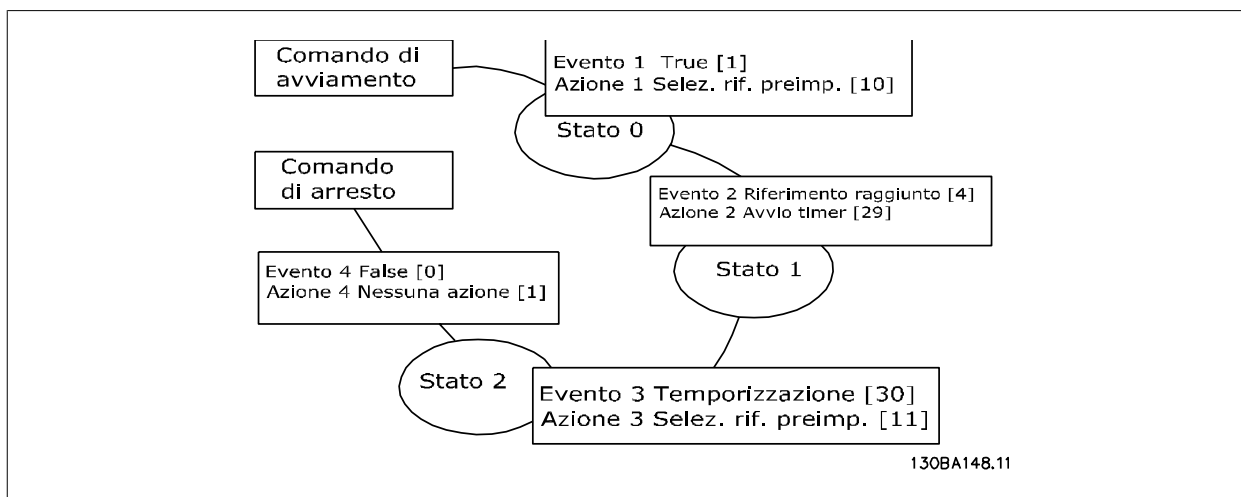 Comando di
avviamento
Evento 1 True [1]
Azione 1 Selez. rif. preimp. [10]
Stato 0
Comando
di arresto
Evento 2 Riferimento raggiunto [4]
Azione 2 Avvio timer [29]
Stato 1
Evento 4 False [0]
Azione 4 Nessuna azione [1]
Stato 2
Evento 3 Temporizzazione [30]
Azione 3 Selez. rif. preimp. [11]
130BA148.11